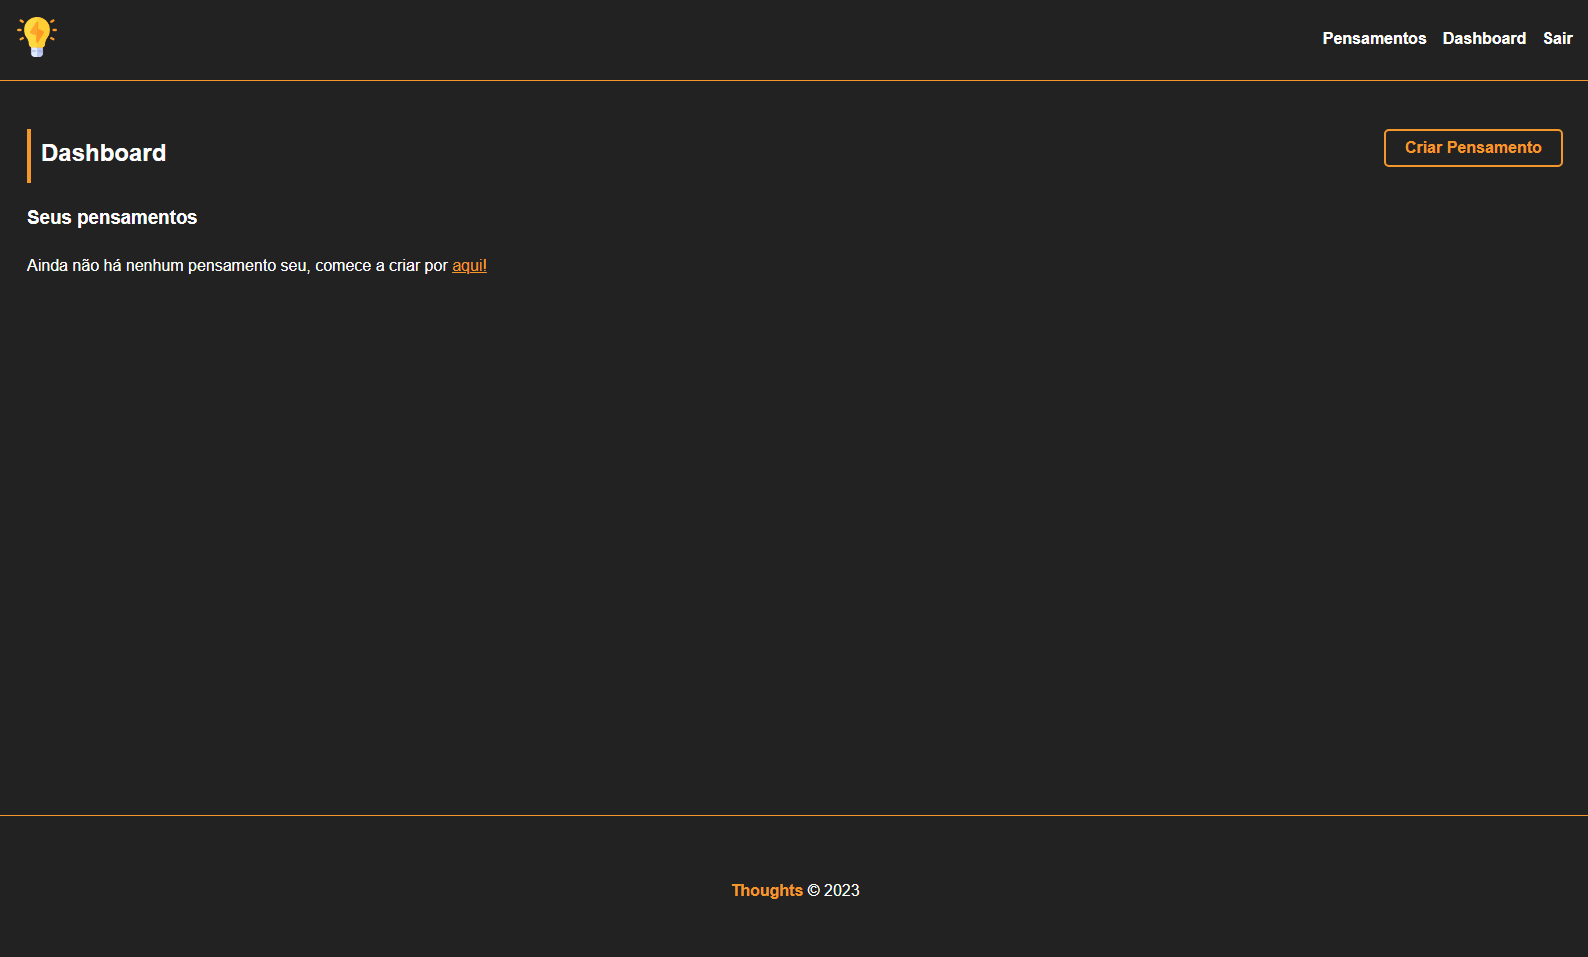 Pensamentos Dashboard Sair
Dashboard
Criar Pensamento
Seus pensamentos
Ainda não há nenhum pensamento seu, comece a criar por aqui!
Thoughts © 2023